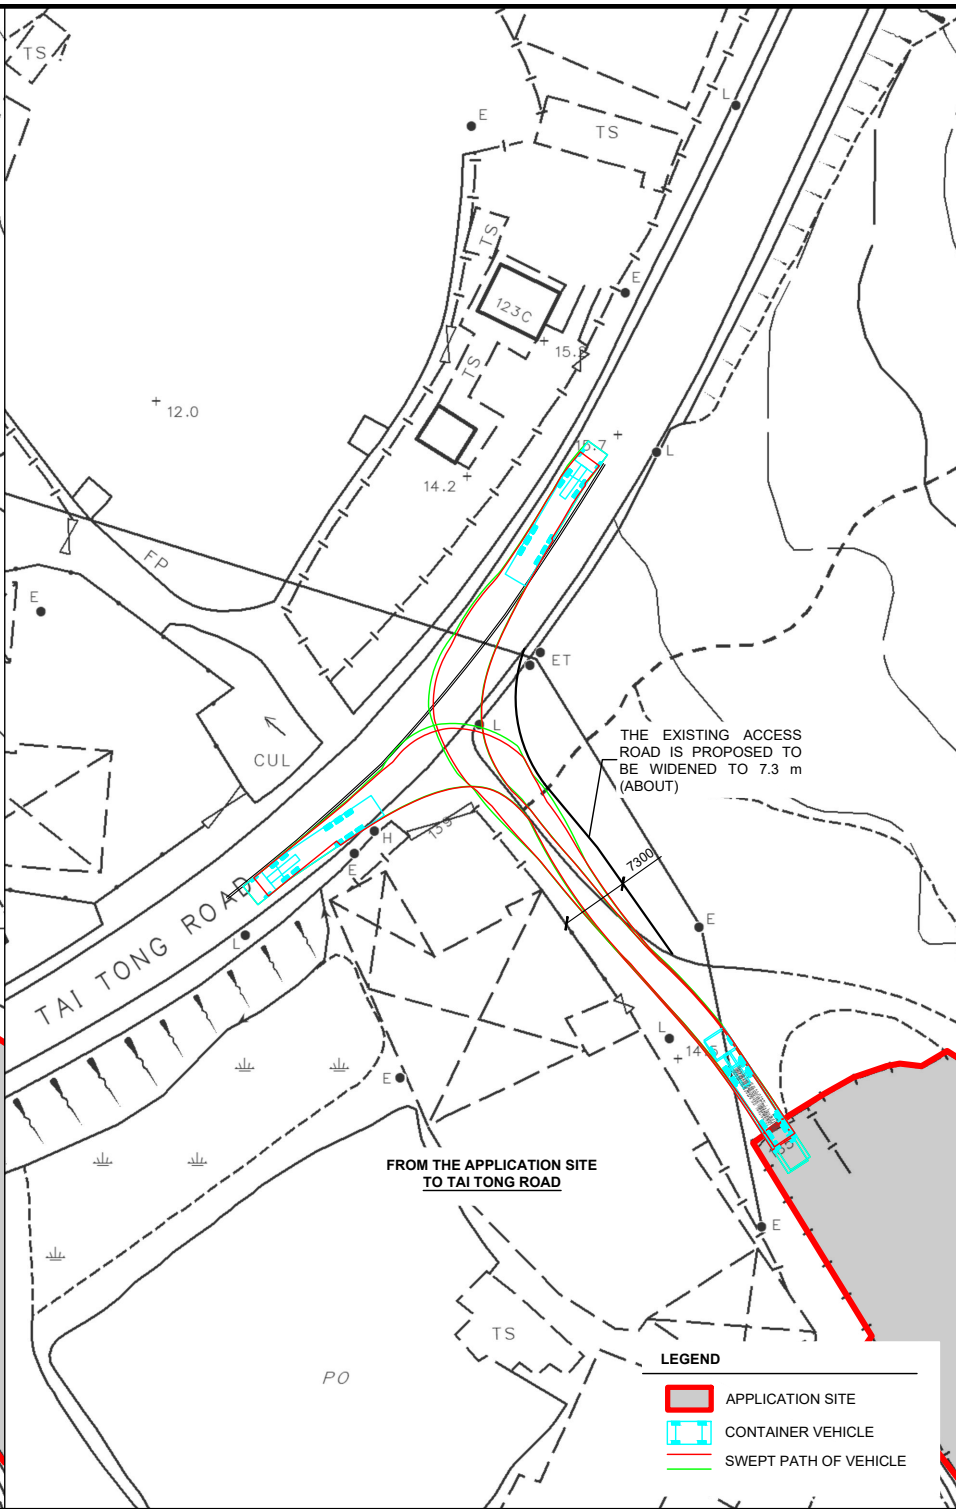 TS
E
L
TS
TS
E
123C
15.
TS
12.0
15.7
L
14.2
FP
E
ET
L
THE EXISTING ACCESS
ROAD IS PROPOSED TO
BE WIDENED TO 7.3 m
(ABOUT)
CUL
H
E
7300
TAI TONG ROAD
L
E
L
E
FROM THE APPLICATION SITE
TO TAI TONG ROAD
E
TS
PO
LEGEND
APPLICATION SITE
CONTAINER VEHICLE
SWEPT PATH OF VEHICLE